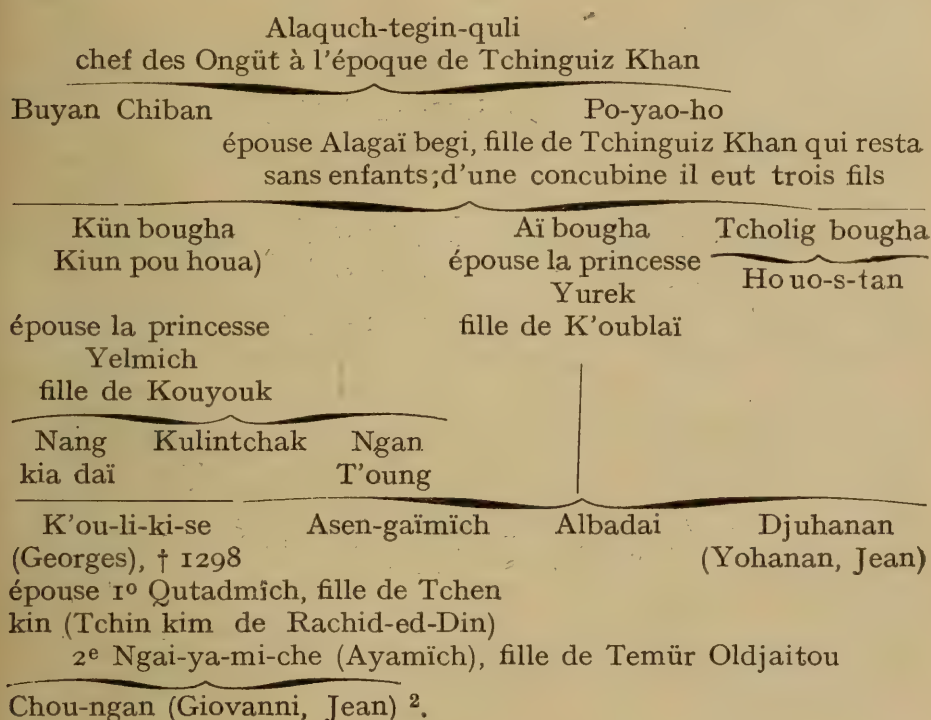 Alaquch-tegin-quli
chef des Ongüt à l'époque de Tchinguiz Khan
Buyan Chiban Po-yao-ho
épouse Alagaï begi, fille de Tchinguiz Khan qui resta
sans enfants; d'une concubine il eut trois fils
Kün bougha Aï bougha Tcholig bougha
Kiun pou houa) épouse la princesse Houo-s-tan
Yurek
épouse la princesse fille de K'oublaï
Yelmich
fille de Kouyouk
Nang Kulintchak Ngan
kia daï T'oung
K'ou-li-ki-se Asen-gaïmïch Albadai Djuhanan
(Georges), † 1298 (Yohanan, Jean)
épouse 1º Qutadmîch, fille de Tchen
kin (Tchin kim de Rachid-ed-Din)
2e Ngai-ya-mi-che (Ayamïch), fille de Temür Oldjaitou
Chou-ngan (Giovanni, Jean) ².